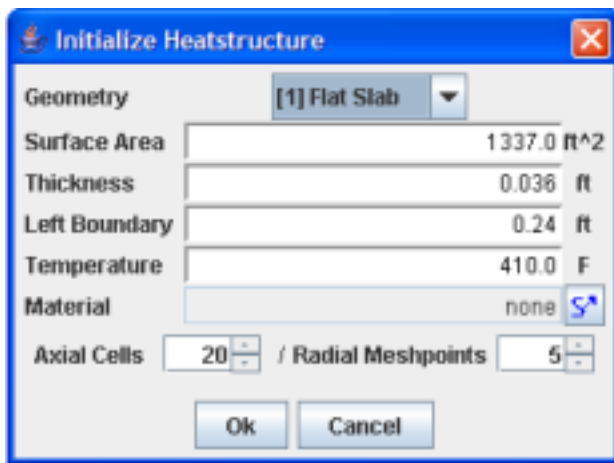 Initialize Heatstructure
Geometry [1] Flat Slab
Surface Area 1337.0 ft^2
Thickness 0.036 ft
Left Boundary 0.24 ft
Temperature 410.0 F
Material none S
Axial Cells 20 / Radial Meshpoints 5
Ok Cancel